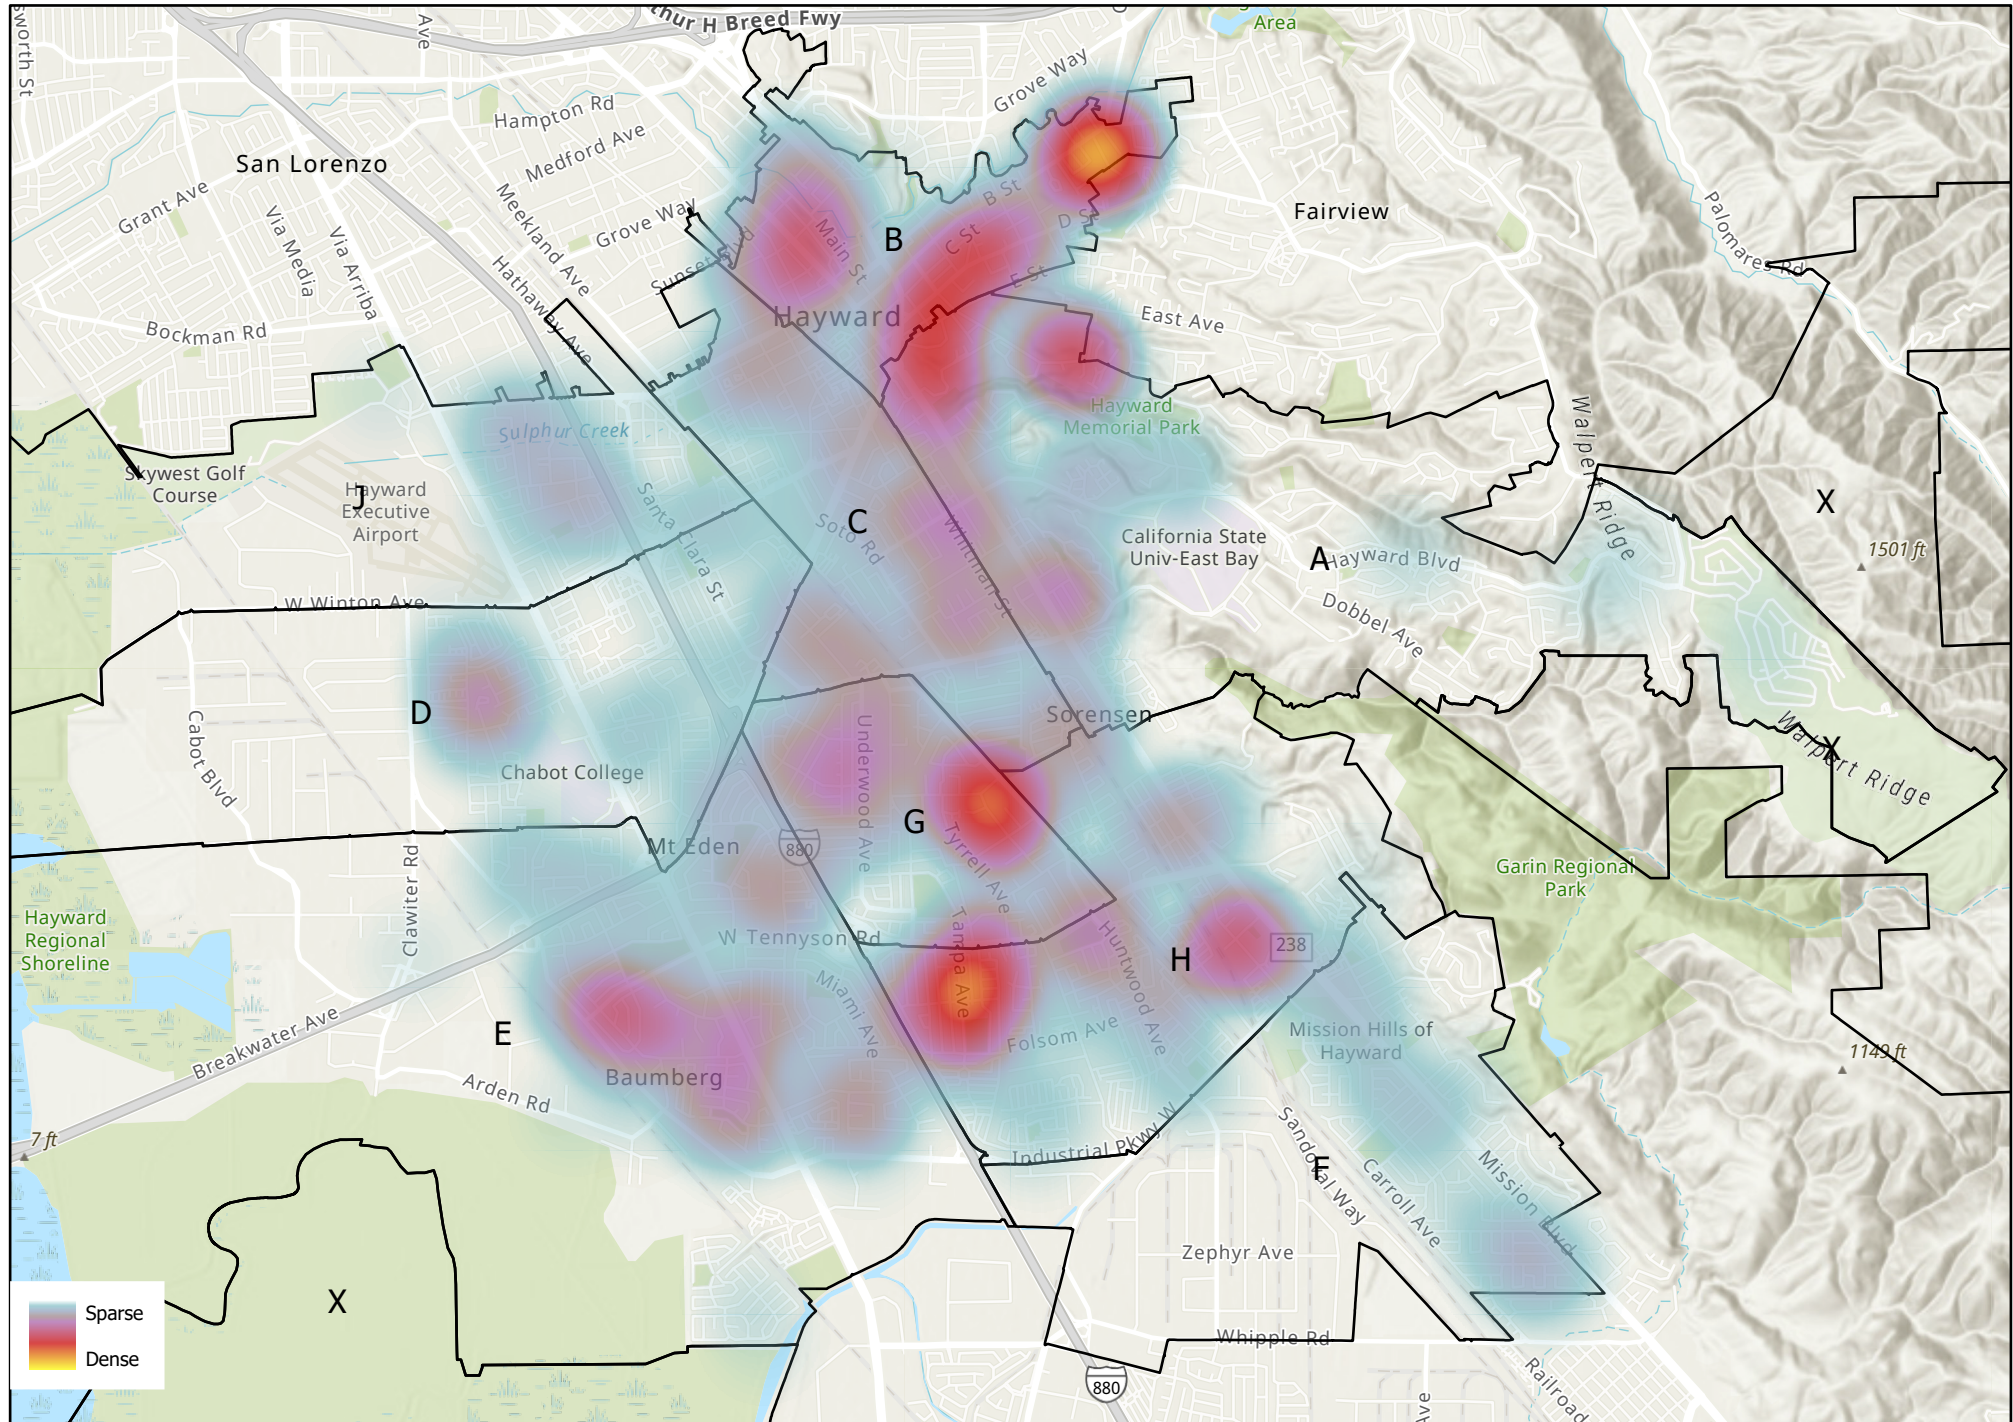 sworth St
Ave
thur H Breed Fwy
Area
Grove Way
Hampton Rd
Medford Ave
San Lorenzo
Grant Ave
Via Media
Via Arriba
Meekland Ave
Grove Way
Hathaway Ave
Sunset Blvd
Main St
B
B St
C St
D St
E St
Fairview
Palomares Rd
Bockman Rd
Hayward
East Ave
Sulphur Creek
Hayward
Memorial Park
Walpert Ridge
Skywest Golf
Course
J
Hayward
Executive
Airport
Santa Clara St
Soto Rd
C
Whitman St
California State
Univ-East Bay
A
Hayward Blvd
X
1501 ft
W Winton Ave
Dobbel Ave
D
Cabot Blvd
Sorensen
Chabot College
Underwood Ave
X
Walpert Ridge
G
Mt Eden
880
Tyrrell Ave
Garin Regional
Park
Hayward
Regional
Shoreline
Clawiter Rd
W Tennyson Rd
Tampa Ave
Huntwood Ave
H
238
Miami Ave
E
Breakwater Ave
Folsom Ave
Mission Hills of
Hayward
1149 ft
Baumberg
Arden Rd
7 ft
Industrial Pkwy W
Sandoval Way
F
Carroll Ave
Mission Blvd
Zephyr Ave
X
Sparse
Dense
Whipple Rd
880
Railroad
Ave